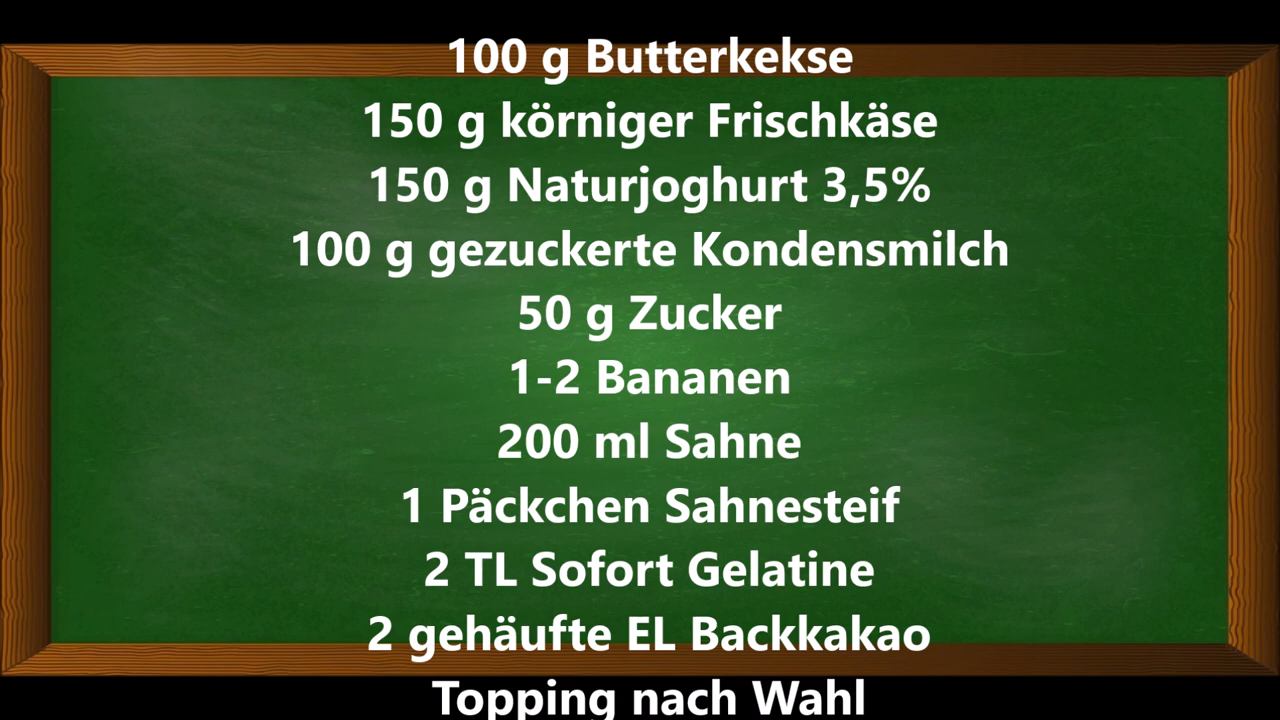 100 g Butterkekse
150 g körniger Frischkäse
150 g Naturjoghurt 3,5%
100 g gezuckerte Kondensmilch
50 g Zucker
1-2 Bananen
200 ml Sahne
1 Päckchen Sahnesteif
2 TL Sofort Gelatine
2 gehäufte EL Backkakao
Topping nach Wahl